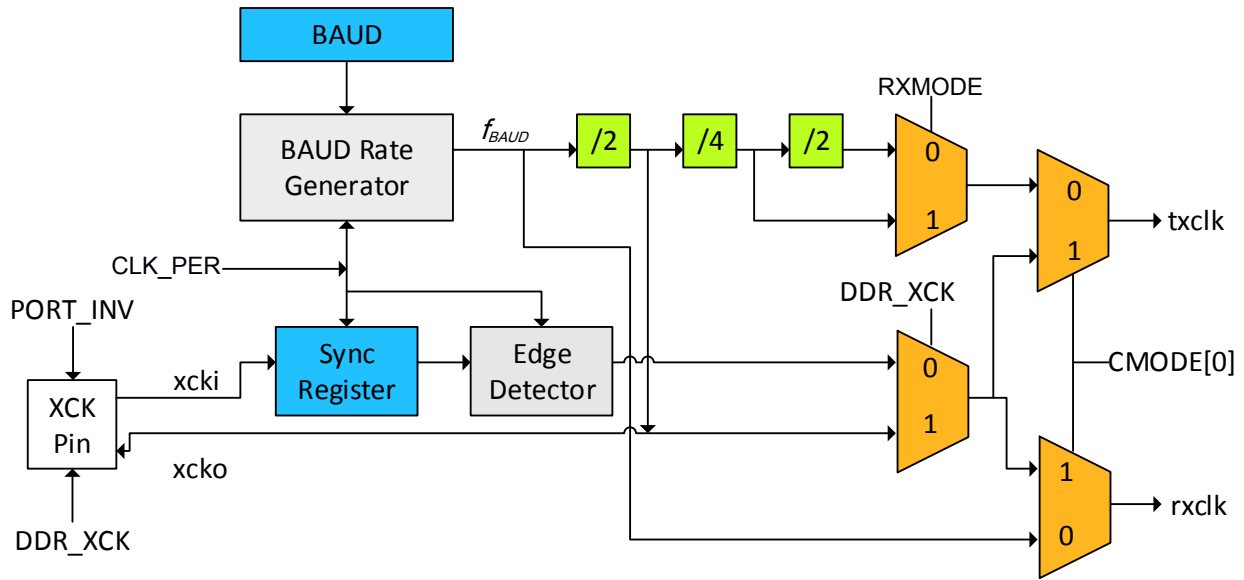 BAUD
RXMODE
BAUD Rate
Generator
fBAUD
/2
/4
/2
0
1
0
1
txclk
CLK_PER
DDR_XCK
PORT_INV
Sync
Register
Edge
Detector
0
1
CMODE[0]
xcki
XCK
Pin
xcko
1
0
rxclk
DDR_XCK